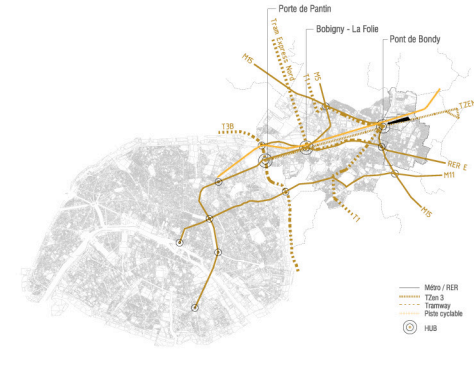 Porte de Pantin
Bobigny - La Folie
Pont de Bondy
Tram Express Nord
M15
T1
M5
TZEN
T3B
RER E
M11
M15
T1
Métro / RER
TZen 3
Tramway
Piste cyclable
HUB